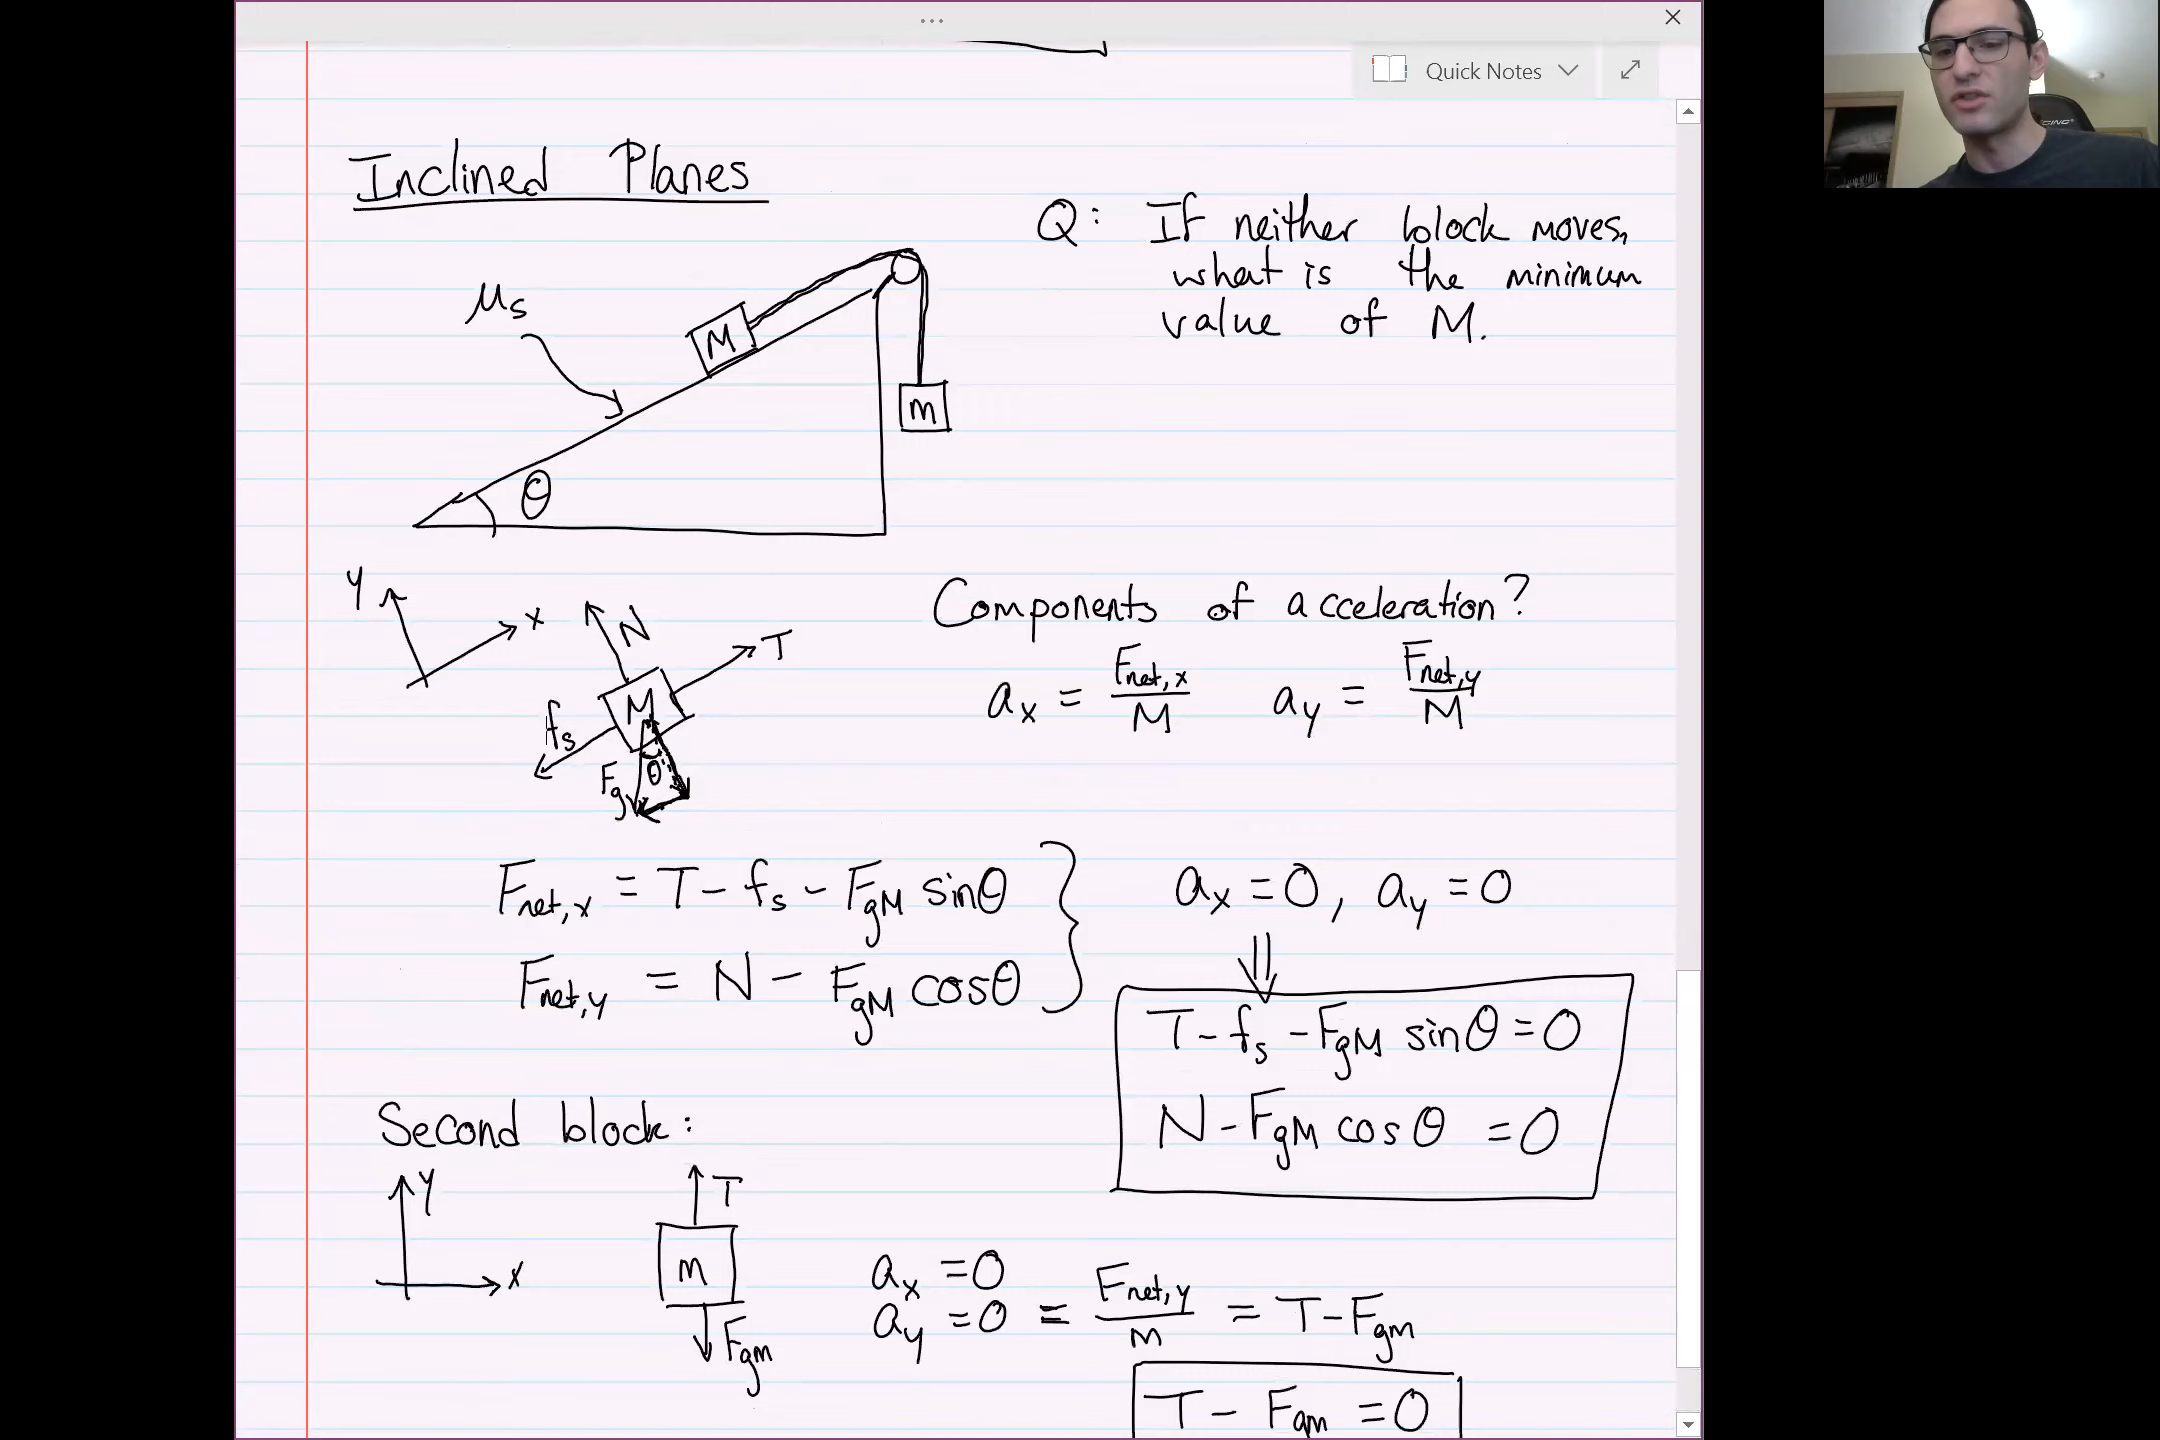 Quick Notes
Inclined Planes
Q: If neither block moves,
what is the minimum
value of M.
μs
M
m
θ
y
x
N
T
M
fs
Fg
θ
Components of acceleration?
ax = Fnet,x / M
ay = Fnet,y / M
Fnet,x = T - fs - FgM sinθ
Fnet,y = N - FgM cosθ
ax = 0, ay = 0
T - fs - FgM sinθ = 0
N - FgM cosθ = 0
Second block:
y
x
T
m
Fgm
ax = 0
ay = 0 = Fnet,y / m = T - Fgm
T - Fgm = 0